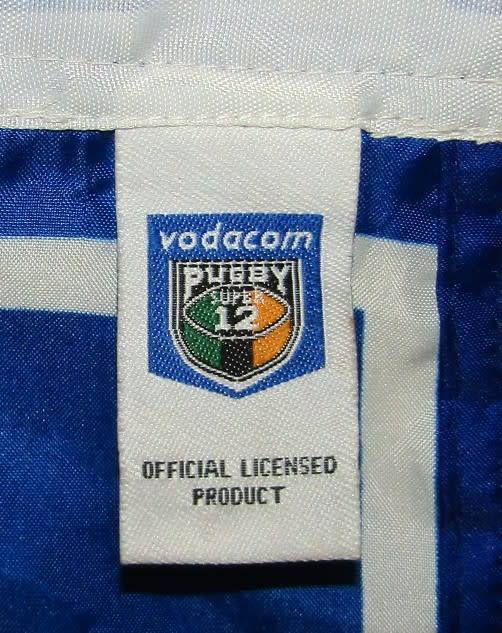 vodacom
RUGBY
SUPER
12
OFFICIAL LICENSED
PRODUCT